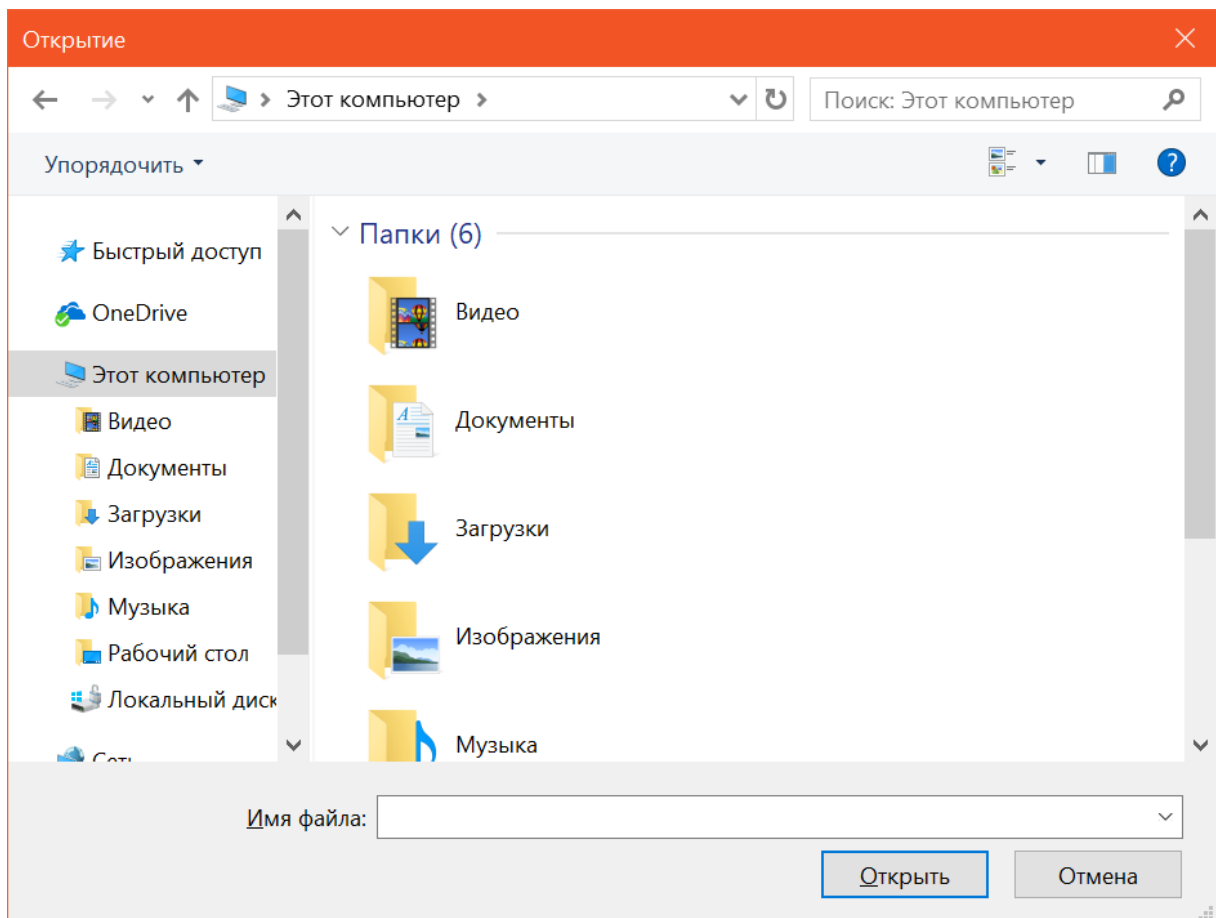 Открытие
Этот компьютер
Поиск: Этот компьютер
Упорядочить
?
Быстрый доступ
OneDrive
Этот компьютер
Видео
Документы
Загрузки
Изображения
Музыка
Рабочий стол
Локальный диск
Папки (6)
Видео
Документы
Загрузки
Изображения
Музыка
Имя файла:
Открыть
Отмена